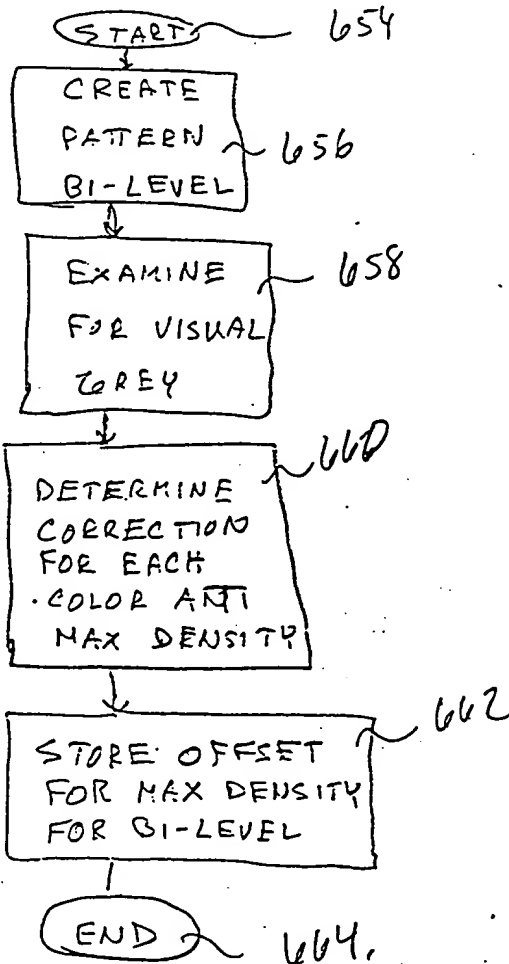 START 654
CREATE
PATTERN 656
BI-LEVEL
EXAMINE 658
FOR VISUAL
GREY
660
DETERMINE
CORRECTION
FOR EACH
COLOR
MAX DENSITY
662
STORE OFFSET
FOR MAX DENSITY
FOR BI-LEVEL
END 664.